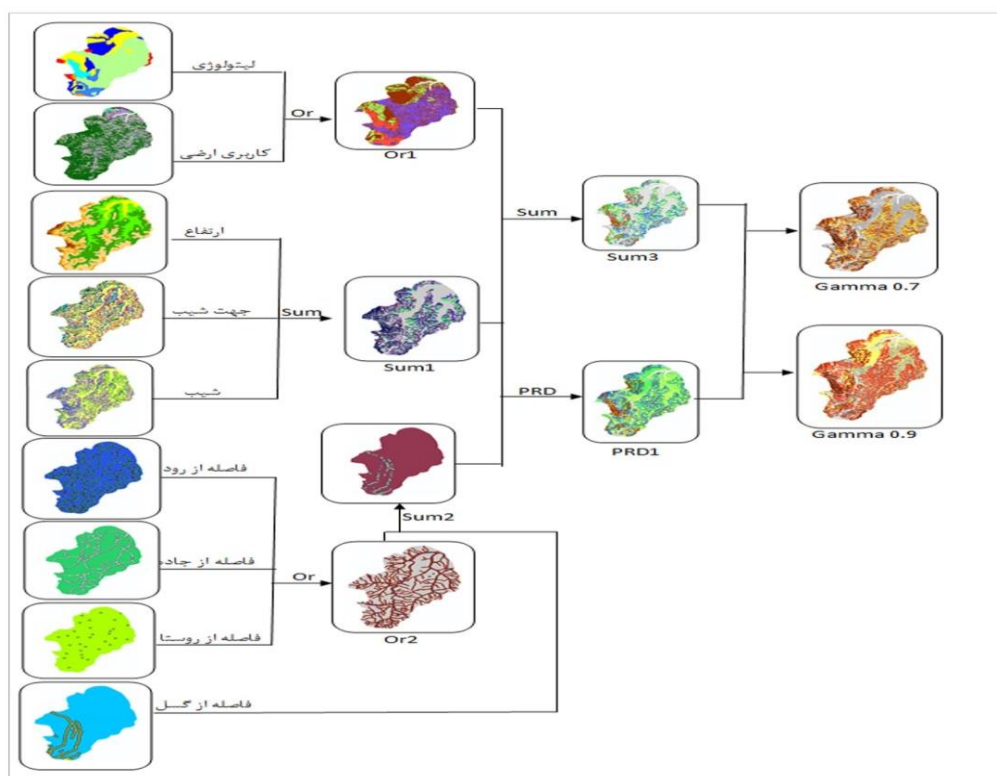 لیتولوژی
Or
کاربری ارضی
Or1
ارتفاع
جهت شیب
Sum
شیب
Sum1
Sum
Sum3
Gamma 0.7
PRD
PRD1
Gamma 0.9
فاصله از رود
فاصله از جاده
Or
فاصله از روستا
Or2
Sum2
فاصله از گسل